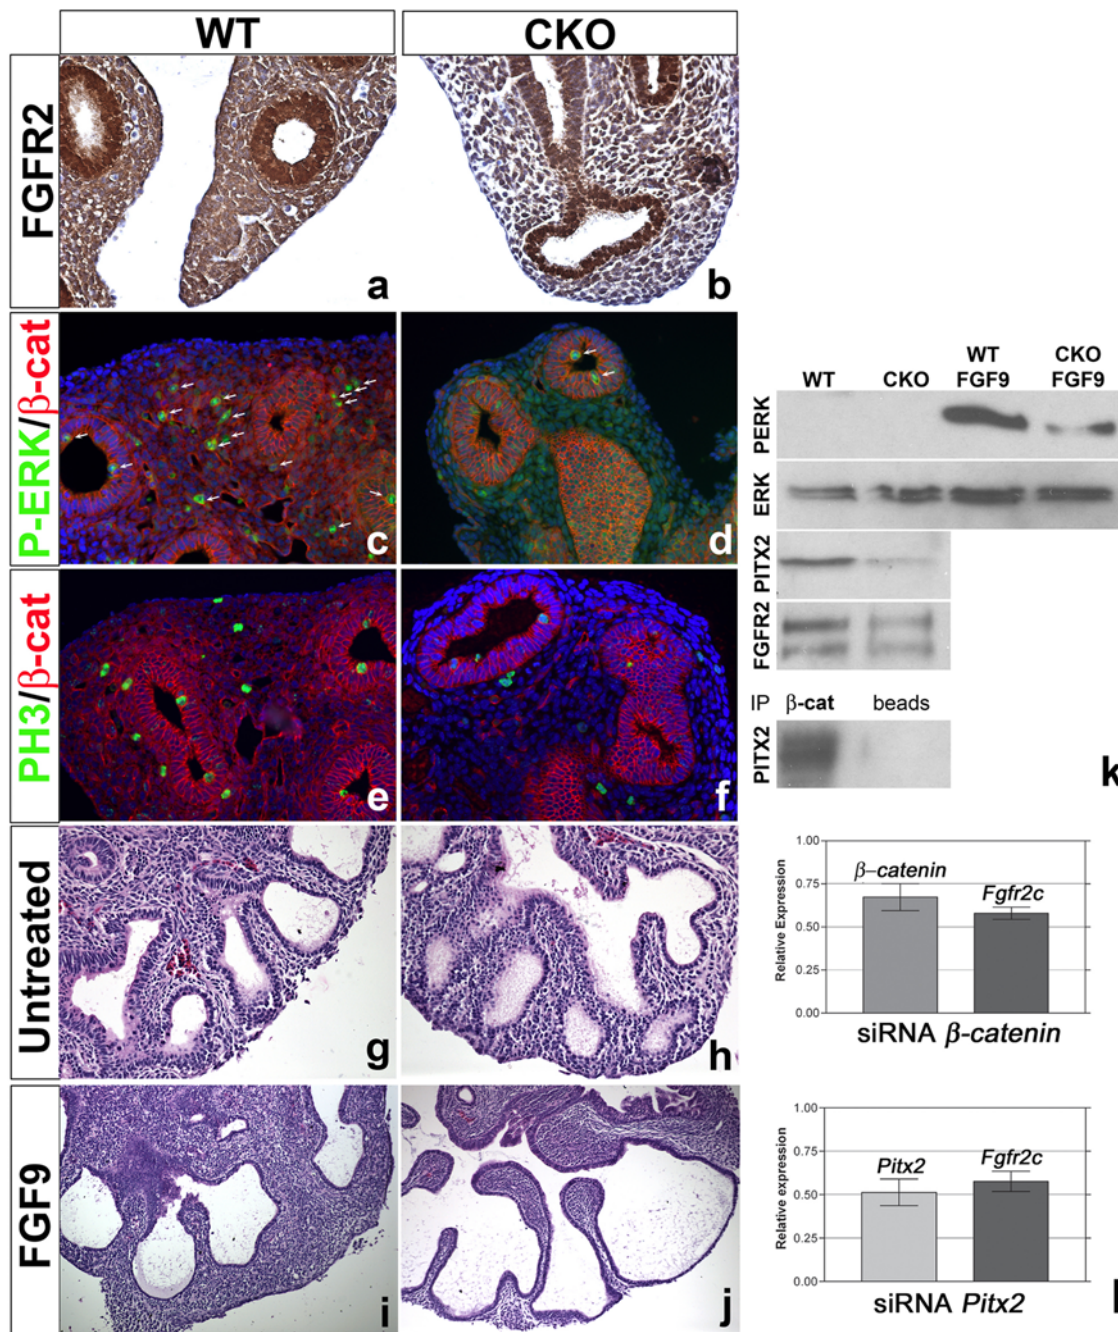 WT CKO
FGFR2
a b
P-ERK/β-cat
c d
PH3/β-cat
e f
Untreated
g h
FGF9
i j
WT CKO WT FGF9 CKO FGF9
PERK
ERK
PITX2
FGFR2
IP β-cat beads
PITX2
k
1.00
0.75
0.50
0.25
0.00
Relative Expression
β-catenin
Fgfr2c
siRNA β-catenin
1.00
0.75
0.50
0.25
0.00
Relative expression
Pitx2
Fgfr2c
siRNA Pitx2